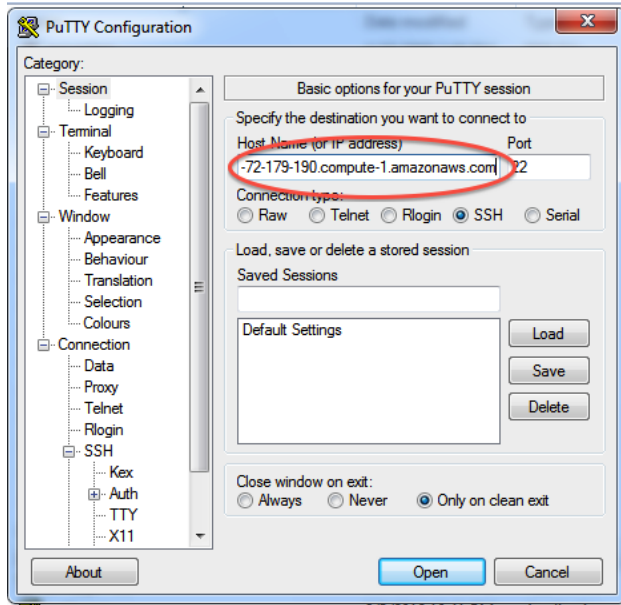 PuTTY Configuration
Category:
Session
Logging
Terminal
Keyboard
Bell
Features
Window
Appearance
Behaviour
Translation
Selection
Colours
Connection
Data
Proxy
Telnet
Rlogin
SSH
Kex
Auth
TTY
X11
About
Basic options for your PuTTY session
Specify the destination you want to connect to
Host Name (or IP address) Port
-72-179-190.compute-1.amazonaws.com 22
Connection type:
Raw Telnet Rlogin SSH Serial
Load, save or delete a stored session
Saved Sessions
Default Settings
Load
Save
Delete
Close window on exit:
Always Never Only on clean exit
Open Cancel